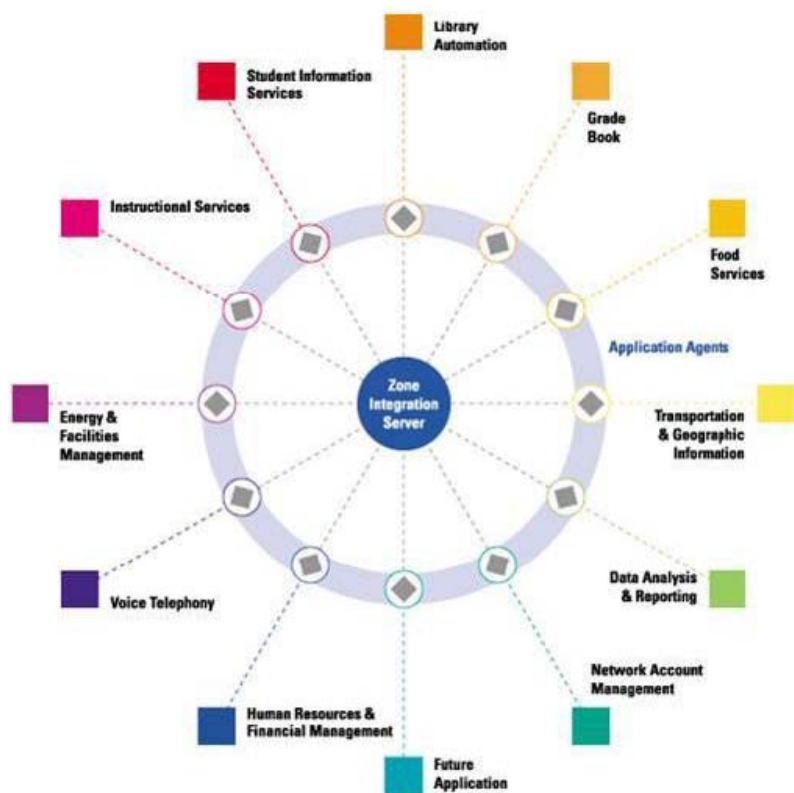 Library
Automation
Student Information
Services
Grade
Book
Instructional Services
Food
Services
Application Agents
Zone
Integration
Server
Energy &
Facilities
Management
Transportation
& Geographic
Information
Voice Telephony
Data Analysis
& Reporting
Network Account
Management
Human Resources &
Financial Management
Future
Application